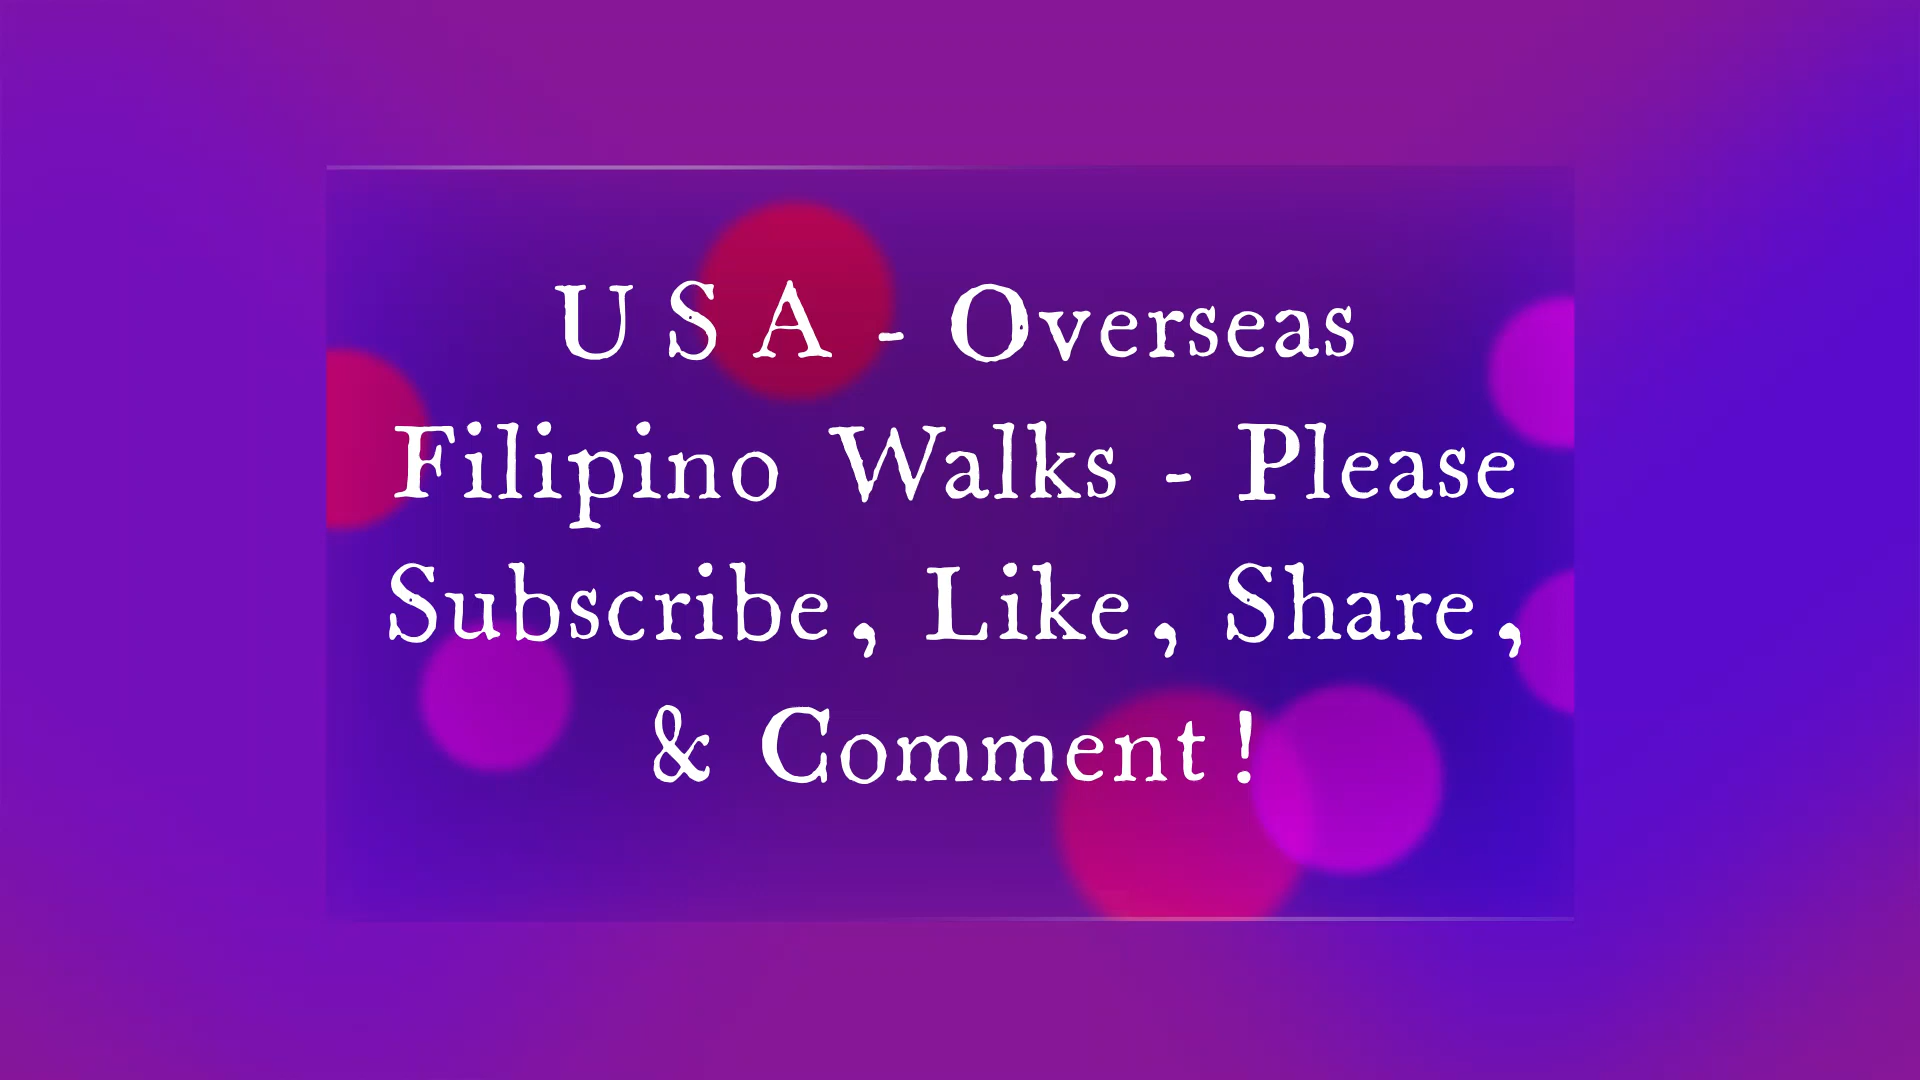 U S A - Overseas
Filipino Walks - Please
Subscribe, Like, Share,
& Comment!